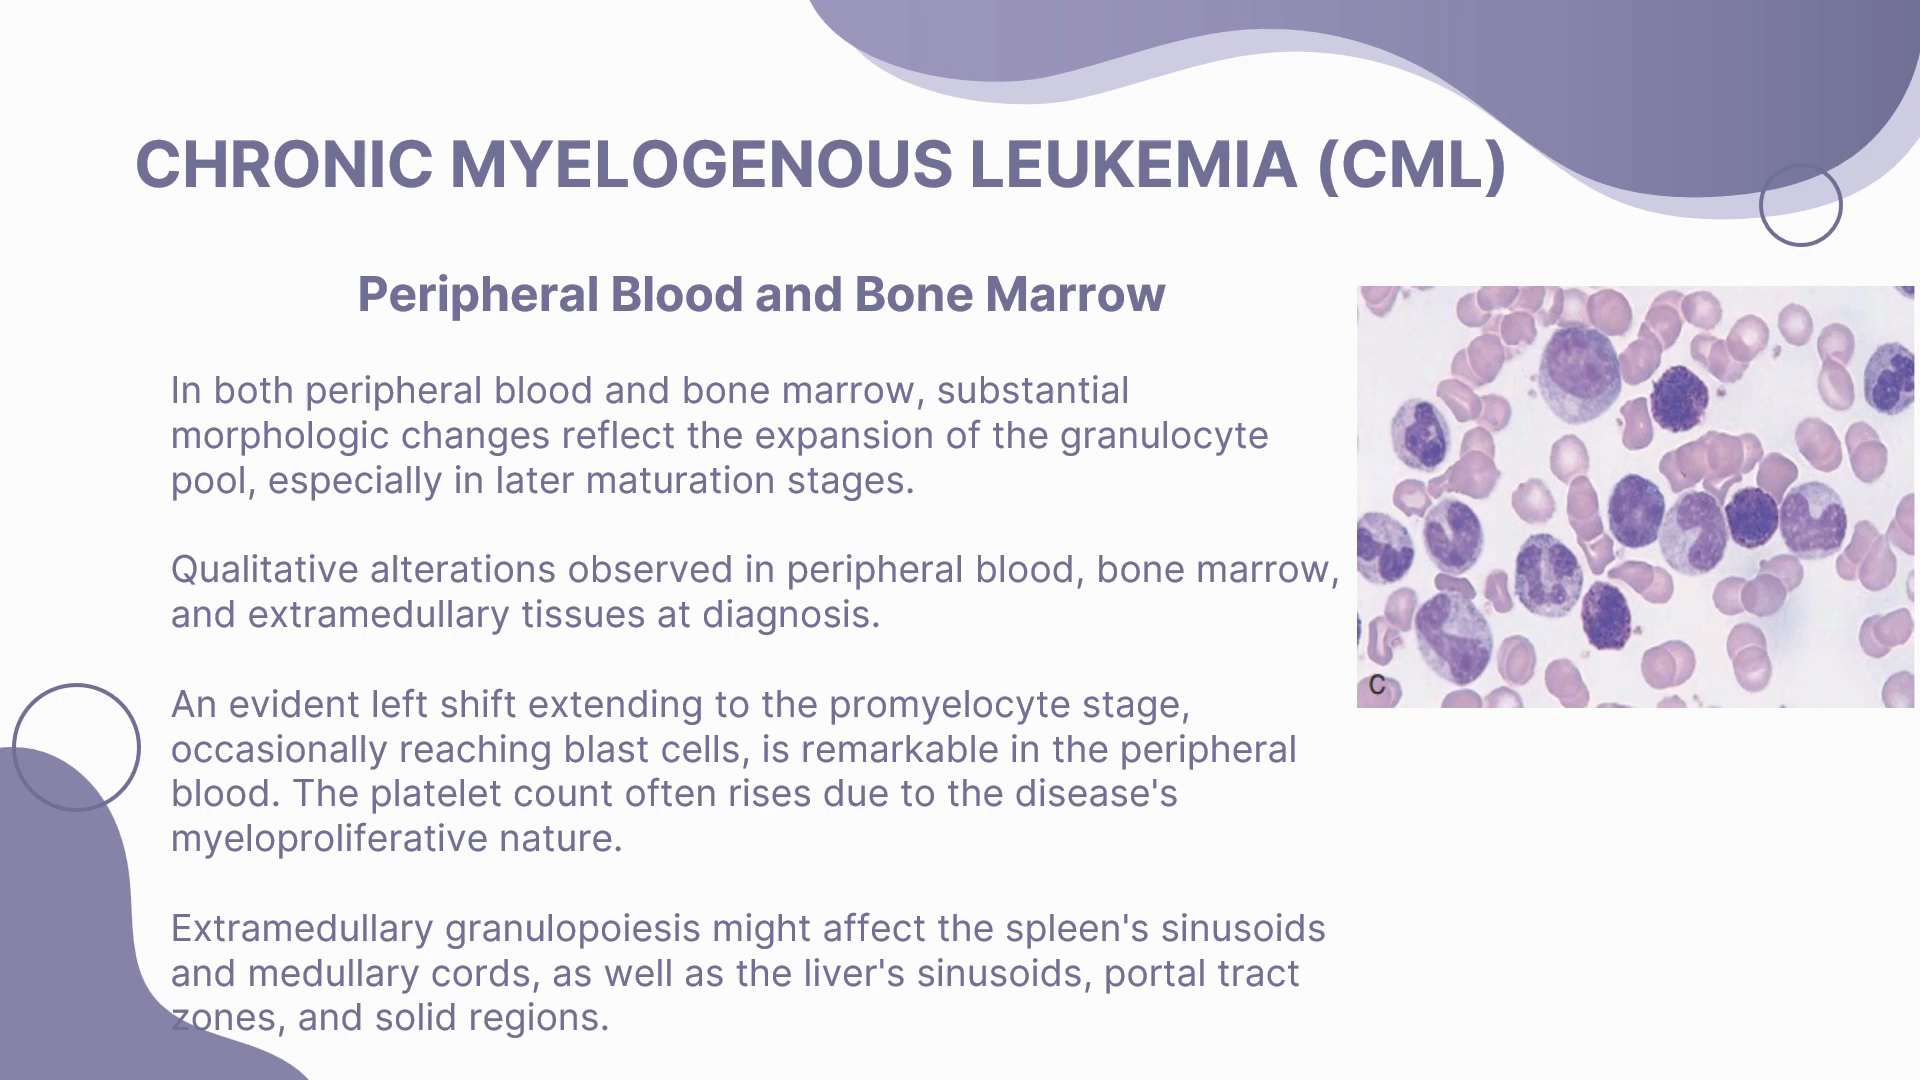 CHRONIC MYELOGENOUS LEUKEMIA (CML)
Peripheral Blood and Bone Marrow
In both peripheral blood and bone marrow, substantial
morphologic changes reflect the expansion of the granulocyte
pool, especially in later maturation stages.
Qualitative alterations observed in peripheral blood, bone marrow,
and extramedullary tissues at diagnosis.
An evident left shift extending to the promyelocyte stage,
occasionally reaching blast cells, is remarkable in the peripheral
blood. The platelet count often rises due to the disease's
myeloproliferative nature.
Extramedullary granulopoiesis might affect the spleen's sinusoids
and medullary cords, as well as the liver's sinusoids, portal tract
zones, and solid regions.
C